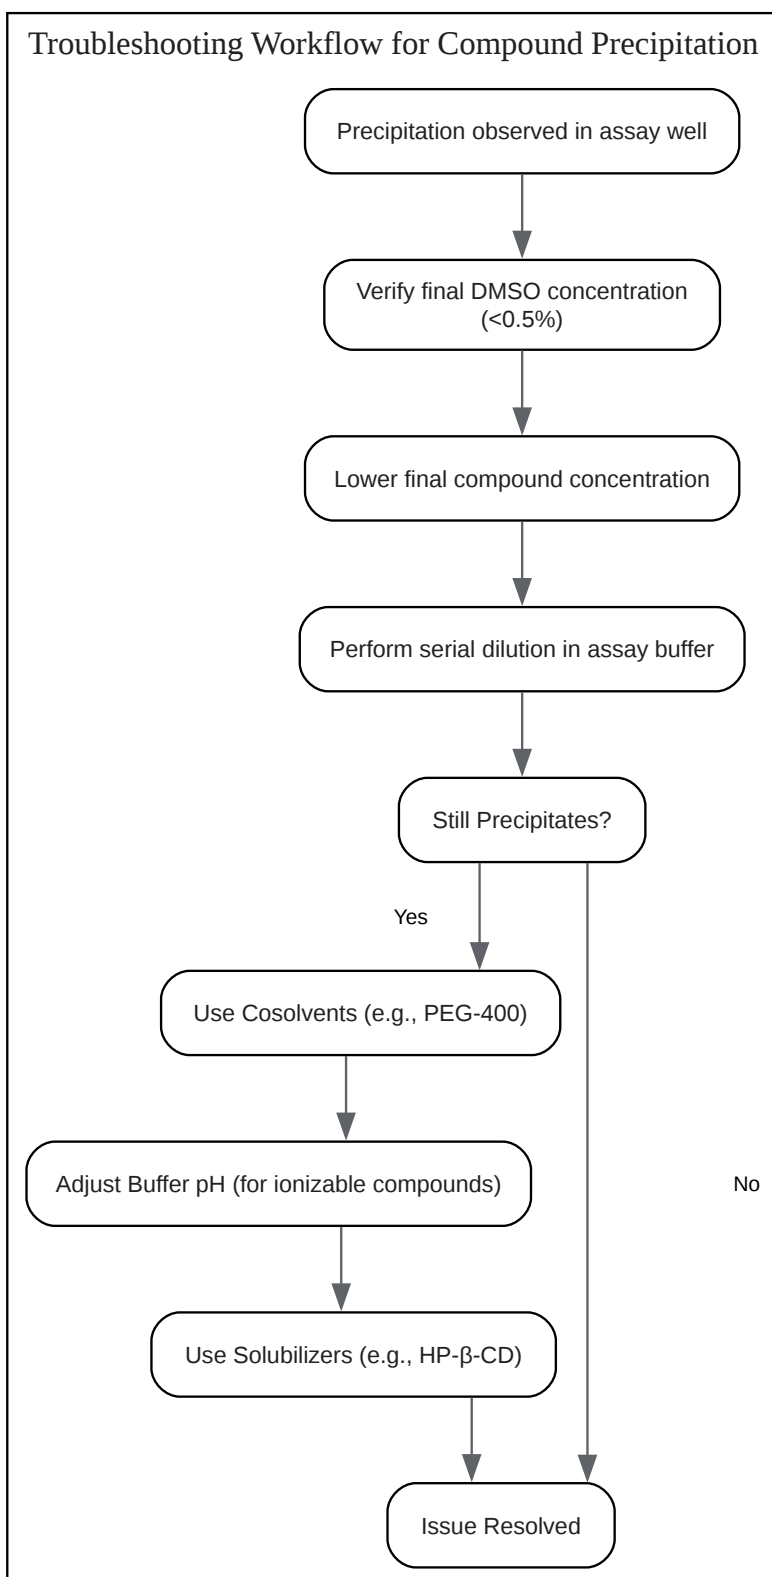 Troubleshooting Workflow for Compound Precipitation
Precipitation observed in assay well
Verify final DMSO concentration
(<0.5%)
Lower final compound concentration
Perform serial dilution in assay buffer
Still Precipitates?
Yes
Use Cosolvents (e.g., PEG-400)
Adjust Buffer pH (for ionizable compounds)
No
Use Solubilizers (e.g., HP-β-CD)
Issue Resolved